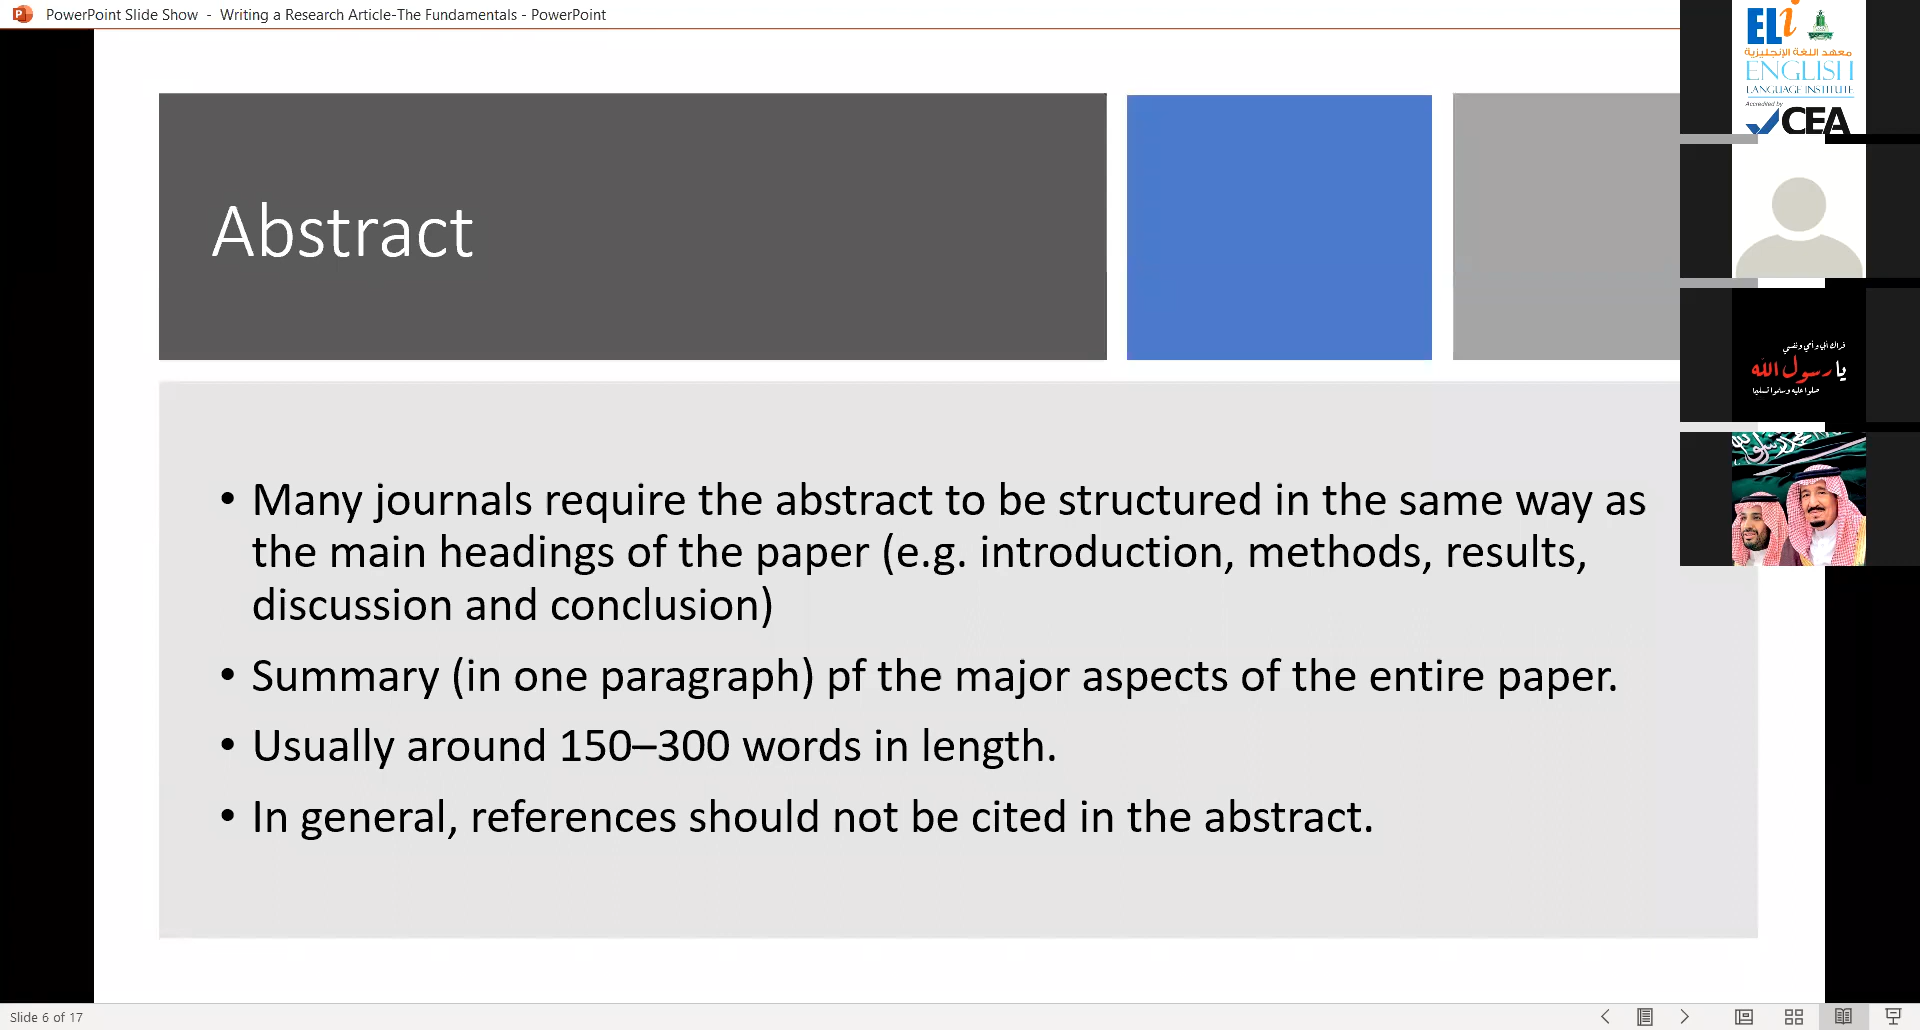 PowerPoint Slide Show - Writing a Research Article-The Fundamentals - PowerPoint
Abstract
• Many journals require the abstract to be structured in the same way as
the main headings of the paper (e.g. introduction, methods, results,
discussion and conclusion)
• Summary (in one paragraph) pf the major aspects of the entire paper.
• Usually around 150–300 words in length.
• In general, references should not be cited in the abstract.
ELi
معهد اللغة الإنجليزية
ENGLISH
LANGUAGE INSTITUTE
Accredited by
CEA
يا رسول الله
صلوا عليه وسلموا تسليما
Slide 6 of 17